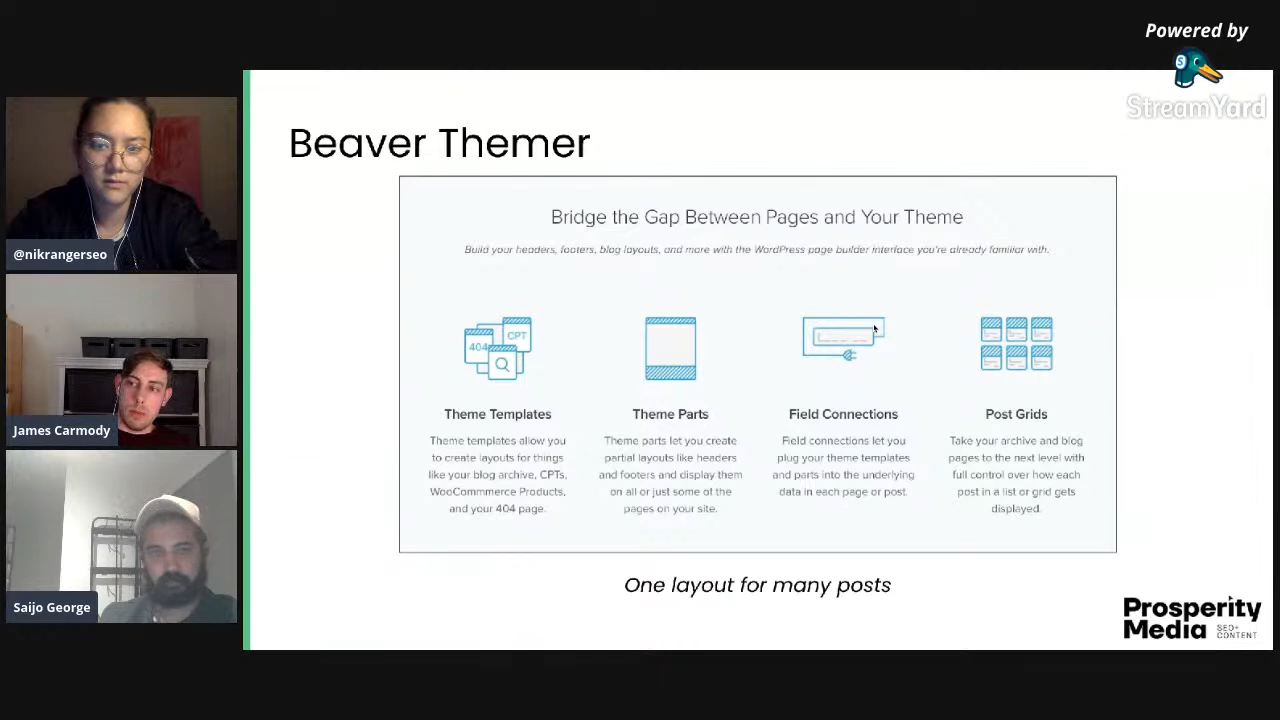 Powered by
StreamYard
@nikrangerseo
James Carmody
Saijo George
Beaver Themer
Bridge the Gap Between Pages and Your Theme
Build your headers, footers, blog layouts, and more with the WordPress page builder interface you're already familiar with.
404
CPT
Theme Templates
Theme templates allow you
to create layouts for things
like your blog archive, CPTs,
WooCommmerce Products,
and your 404 page.
Theme Parts
Theme parts let you create
partial layouts like headers
and footers and display them
on all or just some of the
pages on your site.
Field Connections
Field connections let you
plug your theme templates
and parts into the underlying
data in each page or post.
Post Grids
Take your archive and blog
pages to the next level with
full control over how each
post in a list or grid gets
displayed.
One layout for many posts
Prosperity
Media SEO+
CONTENT